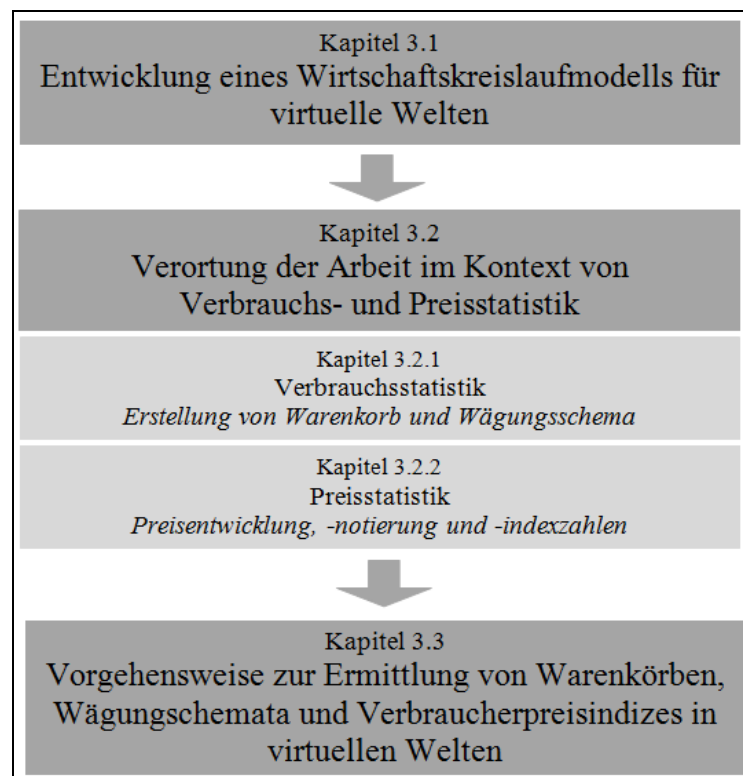 Kapitel 3.1
Entwicklung eines Wirtschaftskreislaufmodells für
virtuelle Welten
Kapitel 3.2
Verortung der Arbeit im Kontext von
Verbrauchs- und Preisstatistik
Kapitel 3.2.1
Verbrauchsstatistik
Erstellung von Warenkorb und Wägungsschema
Kapitel 3.2.2
Preisstatistik
Preisentwicklung, -notierung und -indexzahlen
Kapitel 3.3
Vorgehensweise zur Ermittlung von Warenkörben,
Wägungschemata und Verbraucherpreisindizes in
virtuellen Welten